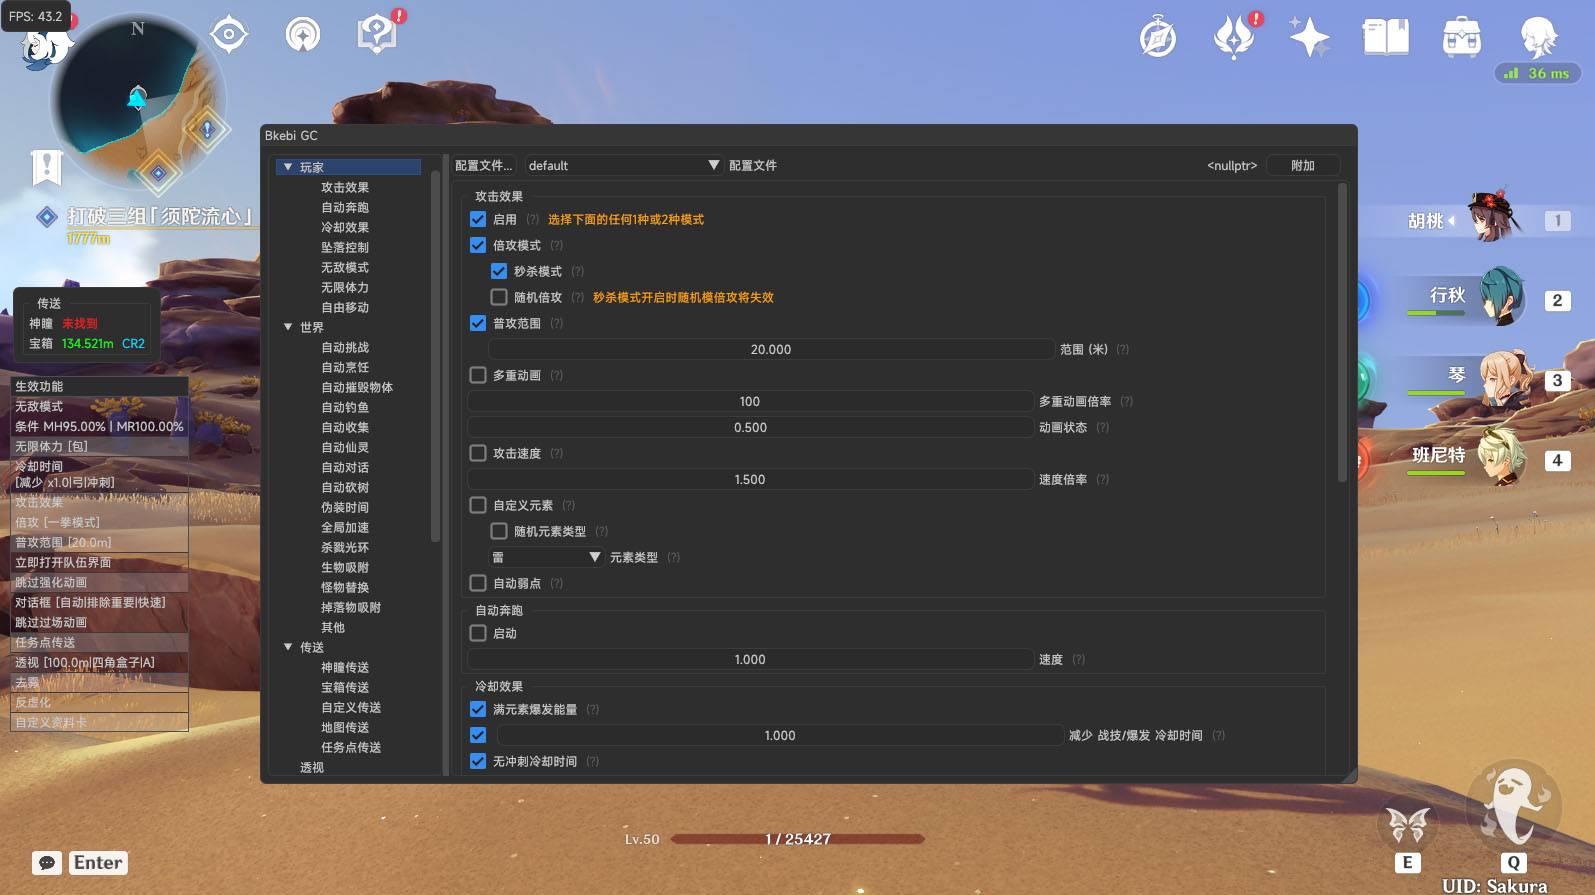 FPS: 43.2
N
36 ms
打破三组「须陀流心」
1777m
传送
神瞳 未找到
宝箱 134.521m CR2
生效功能
无敌模式
条件 MH95.00% | MR100.00%
无限体力 [包]
冷却时间
[减少 x1.0|弓|冲刺]
攻击效果
倍攻 [一拳模式]
普攻范围 [20.0m]
立即打开队伍界面
跳过强化动画
对话框 [自动|排除重要|快速]
跳过过场动画
任务点传送
透视 [100.0m|四角盒子|A]
去雾
反虚化
自定义资料卡
Bkebi GC
玩家
攻击效果
自动奔跑
冷却效果
坠落控制
无敌模式
无限体力
自由移动
世界
自动挑战
自动烹饪
自动摧毁物体
自动钓鱼
自动收集
自动仙灵
自动对话
自动砍树
伪装时间
全局加速
杀戮光环
生物吸附
怪物替换
掉落物吸附
其他
传送
神瞳传送
宝箱传送
自定义传送
地图传送
任务点传送
透视
配置文件... default 配置文件 <nullptr> 附加
攻击效果
启用 (?) 选择下面的任何1种或2种模式
倍攻模式 (?)
秒杀模式 (?)
随机倍攻 (?) 秒杀模式开启时随机模倍攻将失效
普攻范围 (?)
20.000 范围 (米) (?)
多重动画 (?)
100 多重动画倍率 (?)
0.500 动画状态 (?)
攻击速度 (?)
1.500 速度倍率 (?)
自定义元素 (?)
随机元素类型 (?)
雷 元素类型 (?)
自动弱点 (?)
自动奔跑
启动
1.000 速度 (?)
冷却效果
满元素爆发能量 (?)
1.000 减少 战技/爆发 冷却时间 (?)
无冲刺冷却时间 (?)
胡桃 1
行秋 2
琴 3
班尼特 4
Lv.50 1 / 25427
Enter
E
Q
UID: Sakura